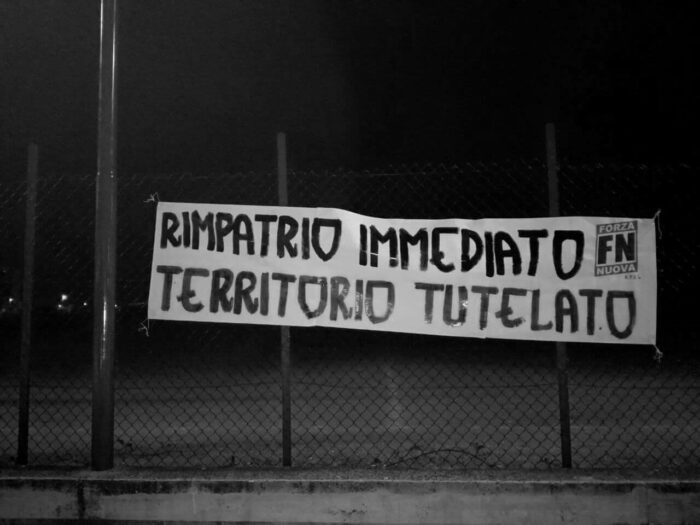 RIMPATRIO IMMEDIATO
TERRITORIO TUTELATO
FORZA
FN
NUOVA